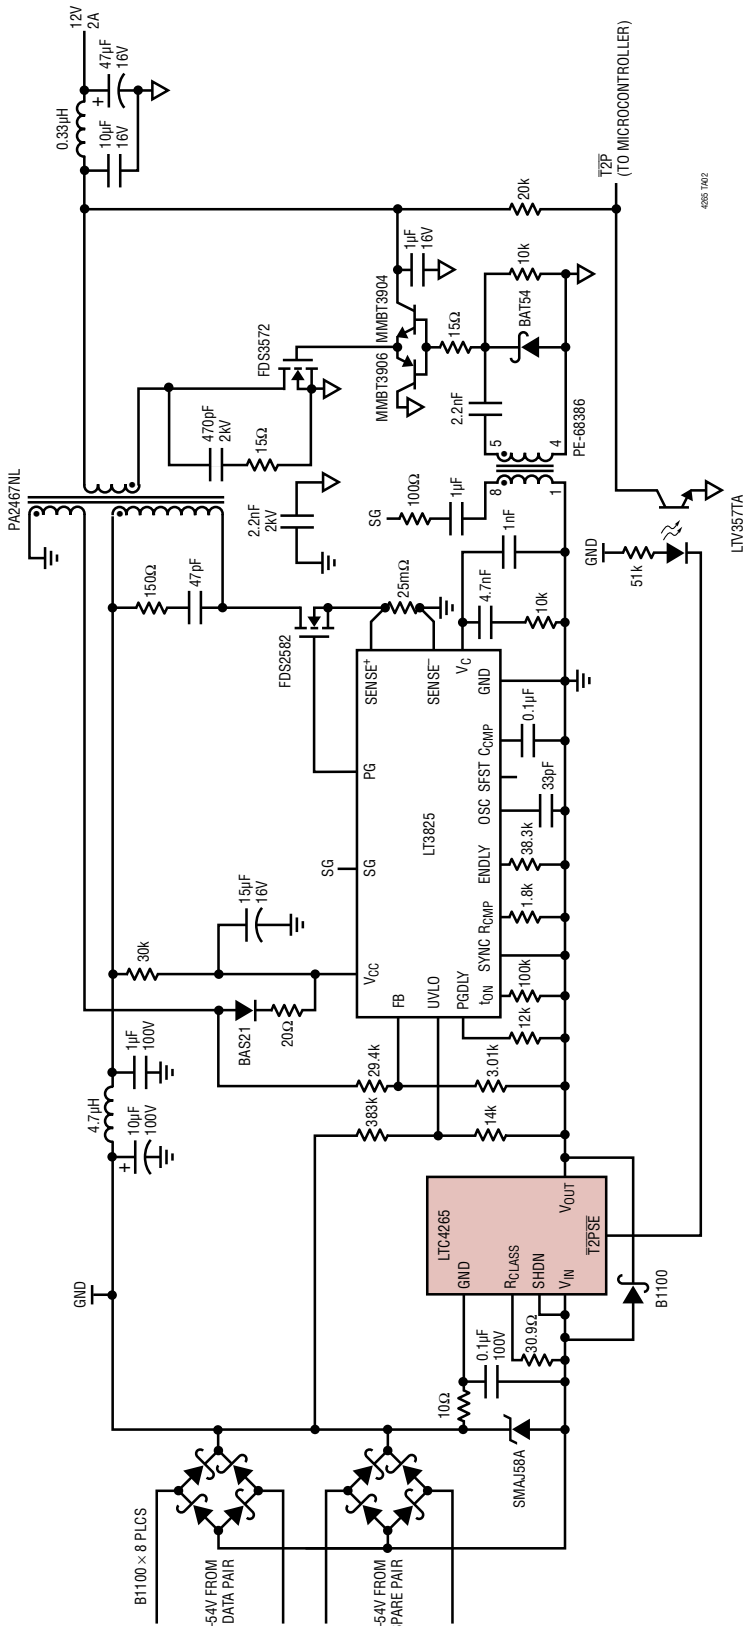 B1100 × 8 PLCS
-54V FROM
DATA PAIR
-54V FROM
PARE PAIR
GND
10µF
100V
+
4.7µH
1µF
100V
30k
15µF
16V
BAS21
20Ω
383k
14k
29.4k
3.01k
10Ω
0.1µF
100V
30.9Ω
SMAJ58A
LTC4265
GND
RCLASS
SHDN
VIN
VOUT
T2PSE
B1100
LT3825
VCC
FB
UVLO
PGDLY
tON
SYNC
RCMP
ENDLY
OSC
SFST
CCMP
GND
VC
SENSE–
SENSE+
PG
SG
SG
12k
100k
1.8k
38.3k
33pF
0.1µF
10k
4.7nF
1nF
25mΩ
FDS2582
150Ω
47pF
2.2nF
2kV
PA2467NL
SG
100Ω
1µF
8
1
5
4
PE-68386
2.2nF
470pF
2kV
15Ω
FDS3572
MMBT3906
MMBT3904
15Ω
BAT54
10k
1µF
16V
20k
10µF
16V
0.33µH
47µF
16V
+
12V
2A
GND
51k
LTV357TA
T2P
(TO MICROCONTROLLER)
4265 TA02